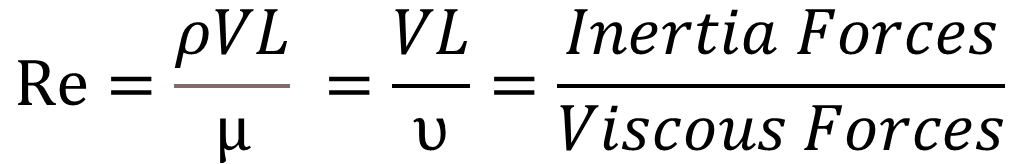 Re = ρVL / μ = VL / υ = Inertia Forces / Viscous Forces